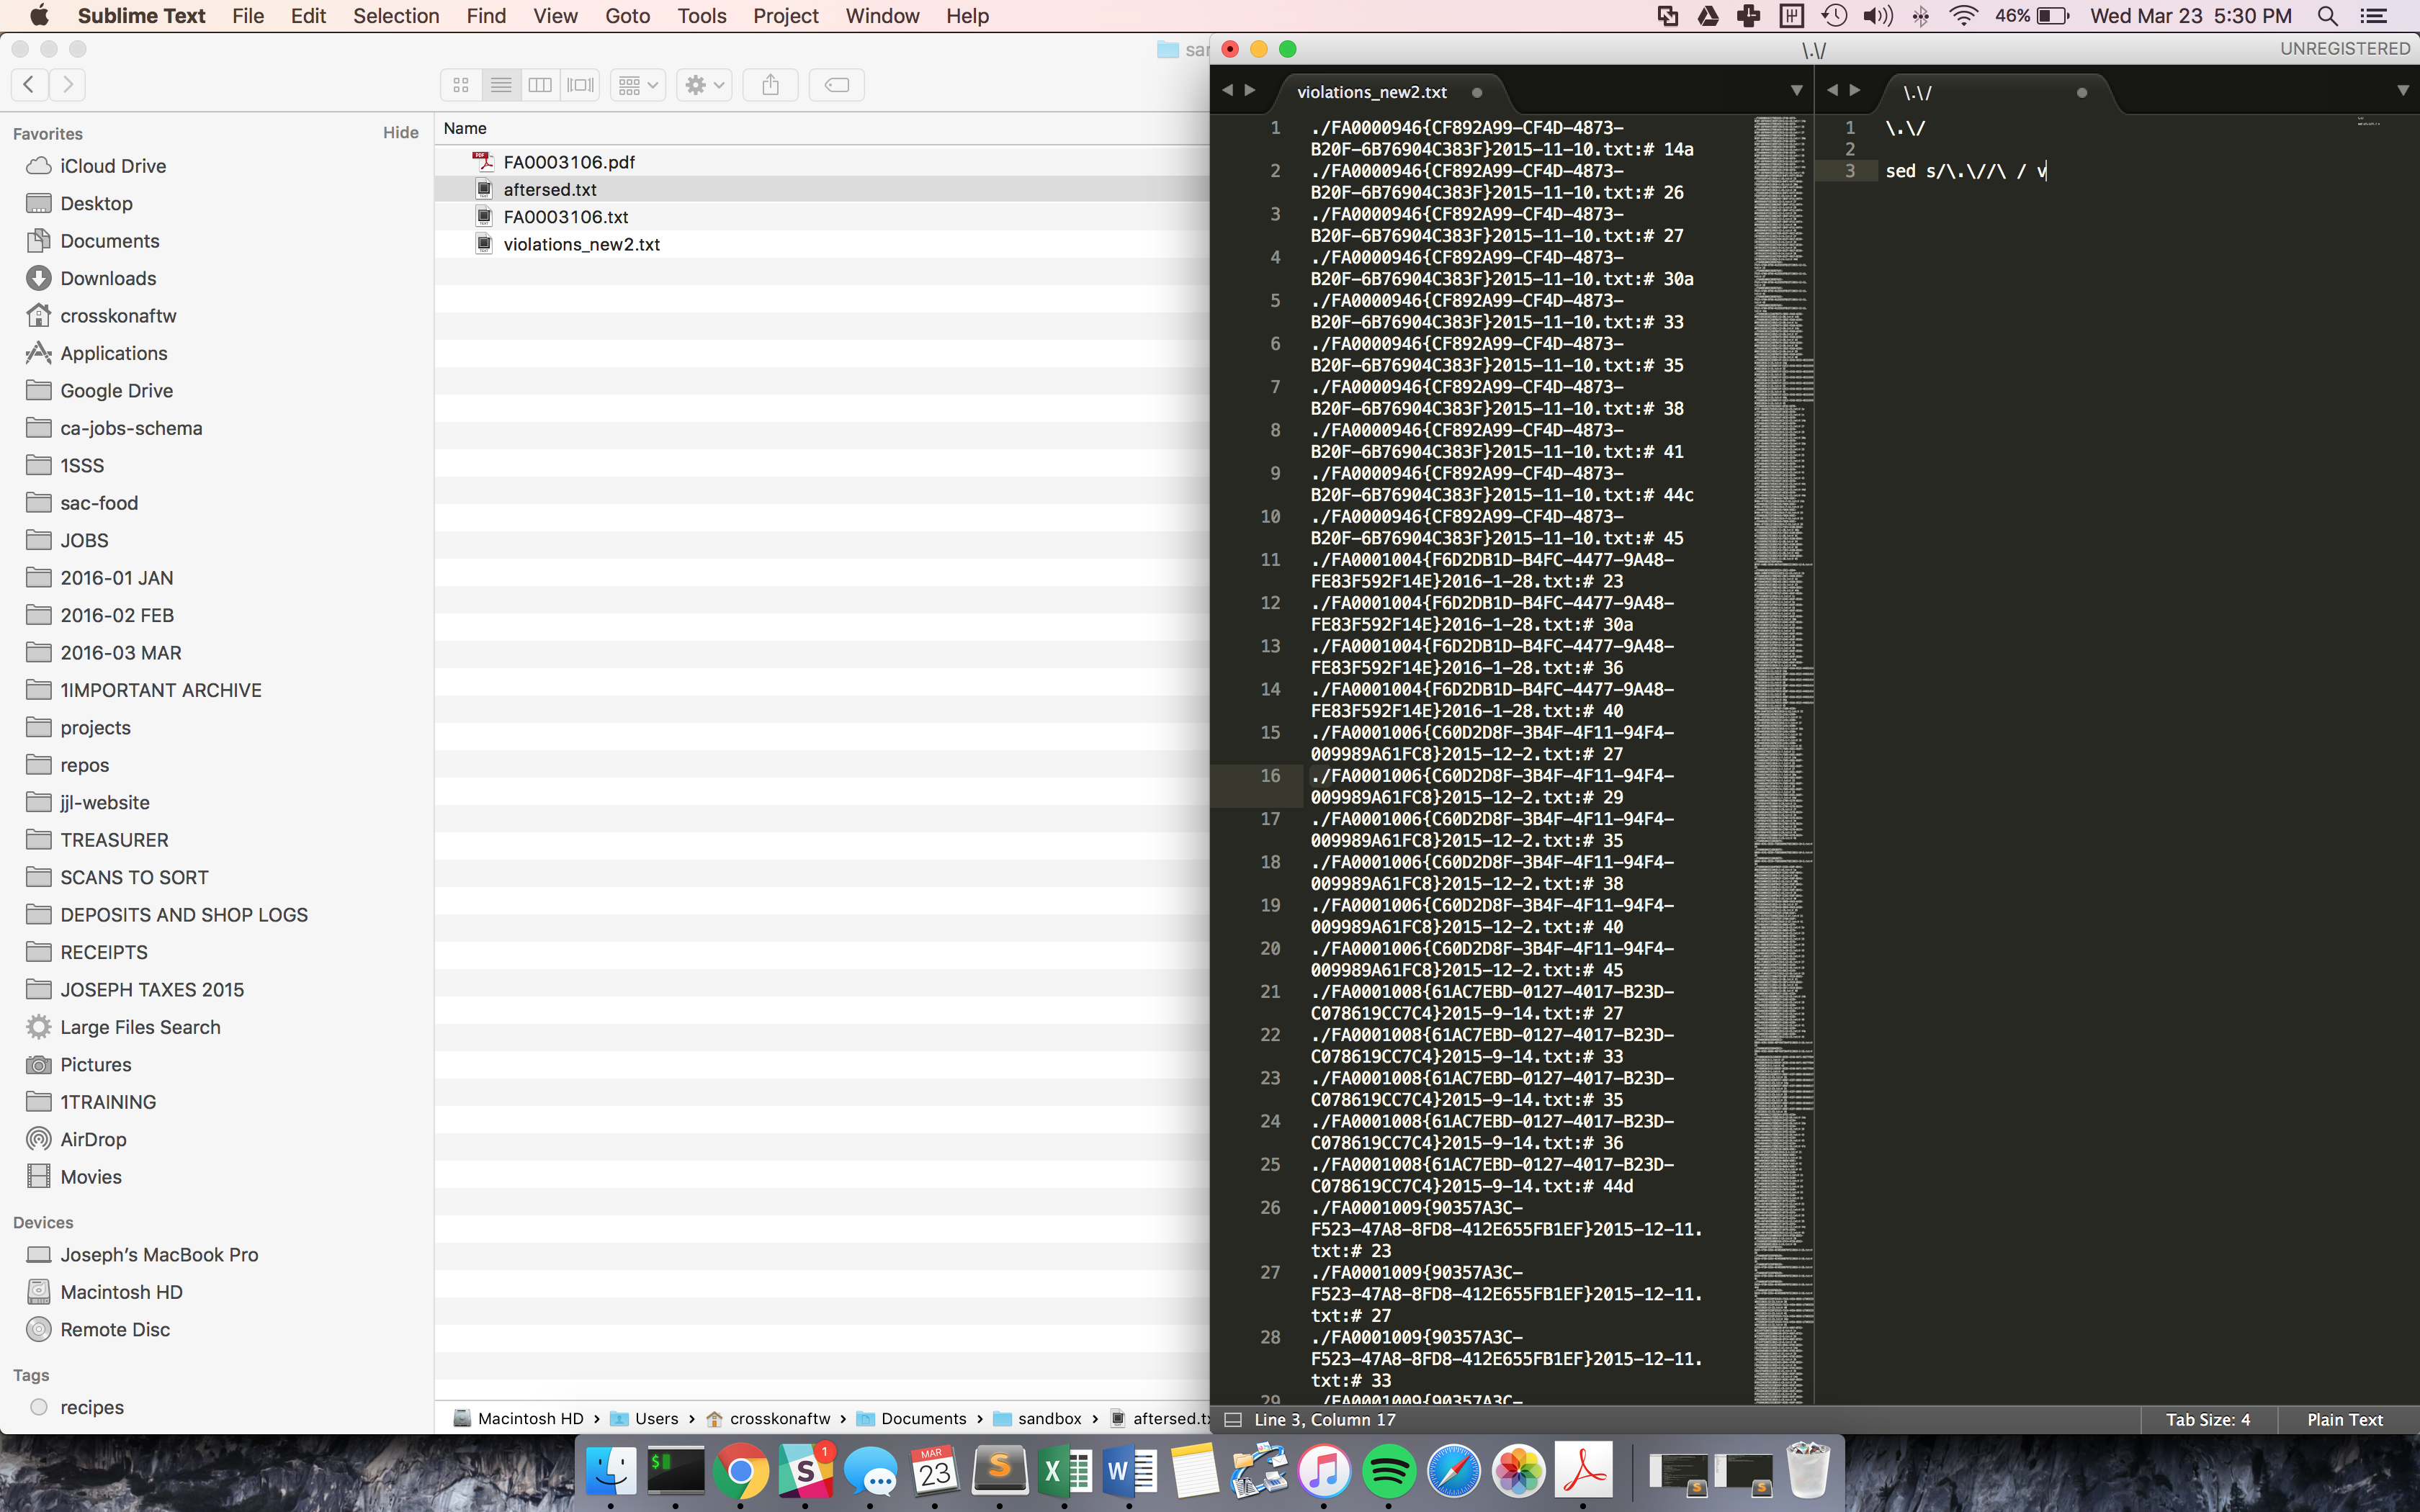 Sublime Text File Edit Selection Find View Goto Tools Project Window Help 46% Wed Mar 23 5:30 PM
Favorites Hide
iCloud Drive
Desktop
Documents
Downloads
crosskonaftw
Applications
Google Drive
ca-jobs-schema
1SSS
sac-food
JOBS
2016-01 JAN
2016-02 FEB
2016-03 MAR
1IMPORTANT ARCHIVE
projects
repos
jjl-website
TREASURER
SCANS TO SORT
DEPOSITS AND SHOP LOGS
RECEIPTS
JOSEPH TAXES 2015
Large Files Search
Pictures
1TRAINING
AirDrop
Movies
Devices
Joseph's MacBook Pro
Macintosh HD
Remote Disc
Tags
recipes
Name
FA0003106.pdf
aftersed.txt
FA0003106.txt
violations_new2.txt
Macintosh HD › Users › crosskonaftw › Documents › sandbox › aftersed.tx
\.\/ UNREGISTERED
violations_new2.txt
1 ./FA0000946{CF892A99-CF4D-4873-
B20F-6B76904C383F}2015-11-10.txt:# 14a
2 ./FA0000946{CF892A99-CF4D-4873-
B20F-6B76904C383F}2015-11-10.txt:# 26
3 ./FA0000946{CF892A99-CF4D-4873-
B20F-6B76904C383F}2015-11-10.txt:# 27
4 ./FA0000946{CF892A99-CF4D-4873-
B20F-6B76904C383F}2015-11-10.txt:# 30a
5 ./FA0000946{CF892A99-CF4D-4873-
B20F-6B76904C383F}2015-11-10.txt:# 33
6 ./FA0000946{CF892A99-CF4D-4873-
B20F-6B76904C383F}2015-11-10.txt:# 35
7 ./FA0000946{CF892A99-CF4D-4873-
B20F-6B76904C383F}2015-11-10.txt:# 38
8 ./FA0000946{CF892A99-CF4D-4873-
B20F-6B76904C383F}2015-11-10.txt:# 41
9 ./FA0000946{CF892A99-CF4D-4873-
B20F-6B76904C383F}2015-11-10.txt:# 44c
10 ./FA0000946{CF892A99-CF4D-4873-
B20F-6B76904C383F}2015-11-10.txt:# 45
11 ./FA0001004{F6D2DB1D-B4FC-4477-9A48-
FE83F592F14E}2016-1-28.txt:# 23
12 ./FA0001004{F6D2DB1D-B4FC-4477-9A48-
FE83F592F14E}2016-1-28.txt:# 30a
13 ./FA0001004{F6D2DB1D-B4FC-4477-9A48-
FE83F592F14E}2016-1-28.txt:# 36
14 ./FA0001004{F6D2DB1D-B4FC-4477-9A48-
FE83F592F14E}2016-1-28.txt:# 40
15 ./FA0001006{C60D2D8F-3B4F-4F11-94F4-
009989A61FC8}2015-12-2.txt:# 27
16 ./FA0001006{C60D2D8F-3B4F-4F11-94F4-
009989A61FC8}2015-12-2.txt:# 29
17 ./FA0001006{C60D2D8F-3B4F-4F11-94F4-
009989A61FC8}2015-12-2.txt:# 35
18 ./FA0001006{C60D2D8F-3B4F-4F11-94F4-
009989A61FC8}2015-12-2.txt:# 38
19 ./FA0001006{C60D2D8F-3B4F-4F11-94F4-
009989A61FC8}2015-12-2.txt:# 40
20 ./FA0001006{C60D2D8F-3B4F-4F11-94F4-
009989A61FC8}2015-12-2.txt:# 45
21 ./FA0001008{61AC7EBD-0127-4017-B23D-
C078619CC7C4}2015-9-14.txt:# 27
22 ./FA0001008{61AC7EBD-0127-4017-B23D-
C078619CC7C4}2015-9-14.txt:# 33
23 ./FA0001008{61AC7EBD-0127-4017-B23D-
C078619CC7C4}2015-9-14.txt:# 35
24 ./FA0001008{61AC7EBD-0127-4017-B23D-
C078619CC7C4}2015-9-14.txt:# 36
25 ./FA0001008{61AC7EBD-0127-4017-B23D-
C078619CC7C4}2015-9-14.txt:# 44d
26 ./FA0001009{90357A3C-
F523-47A8-8FD8-412E655FB1EF}2015-12-11.
txt:# 23
27 ./FA0001009{90357A3C-
F523-47A8-8FD8-412E655FB1EF}2015-12-11.
txt:# 27
28 ./FA0001009{90357A3C-
F523-47A8-8FD8-412E655FB1EF}2015-12-11.
txt:# 33
29 ./FA0001009{90357A3C-
\.\/
1 \.\/
2
3 sed s/\.\//\ / v
Line 3, Column 17 Tab Size: 4 Plain Text
MAR
23
1